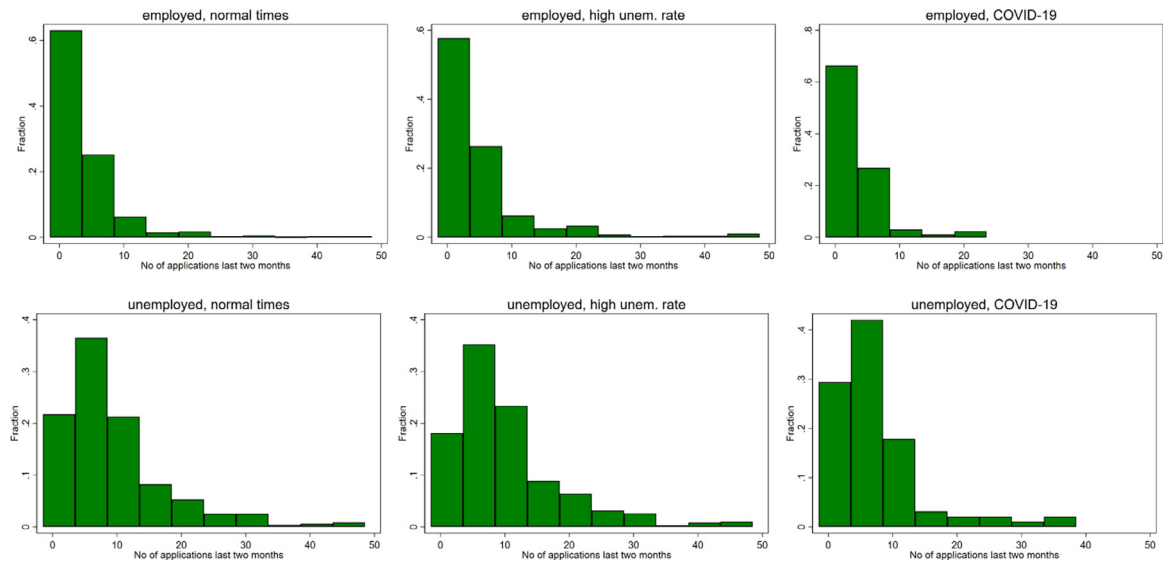 employed, normal times
Fraction
.6
.4
.2
0
0 10 20 30 40 50
No of applications last two months
employed, high unem. rate
Fraction
.6
.4
.2
0
0 10 20 30 40 50
No of applications last two months
employed, COVID-19
Fraction
.8
.6
.4
.2
0
0 10 20 30 40 50
No of applications last two months
unemployed, normal times
Fraction
.4
.3
.2
.1
0
0 10 20 30 40 50
No of applications last two months
unemployed, high unem. rate
Fraction
.4
.3
.2
.1
0
0 10 20 30 40 50
No of applications last two months
unemployed, COVID-19
Fraction
.4
.3
.2
.1
0
0 10 20 30 40 50
No of applications last two months